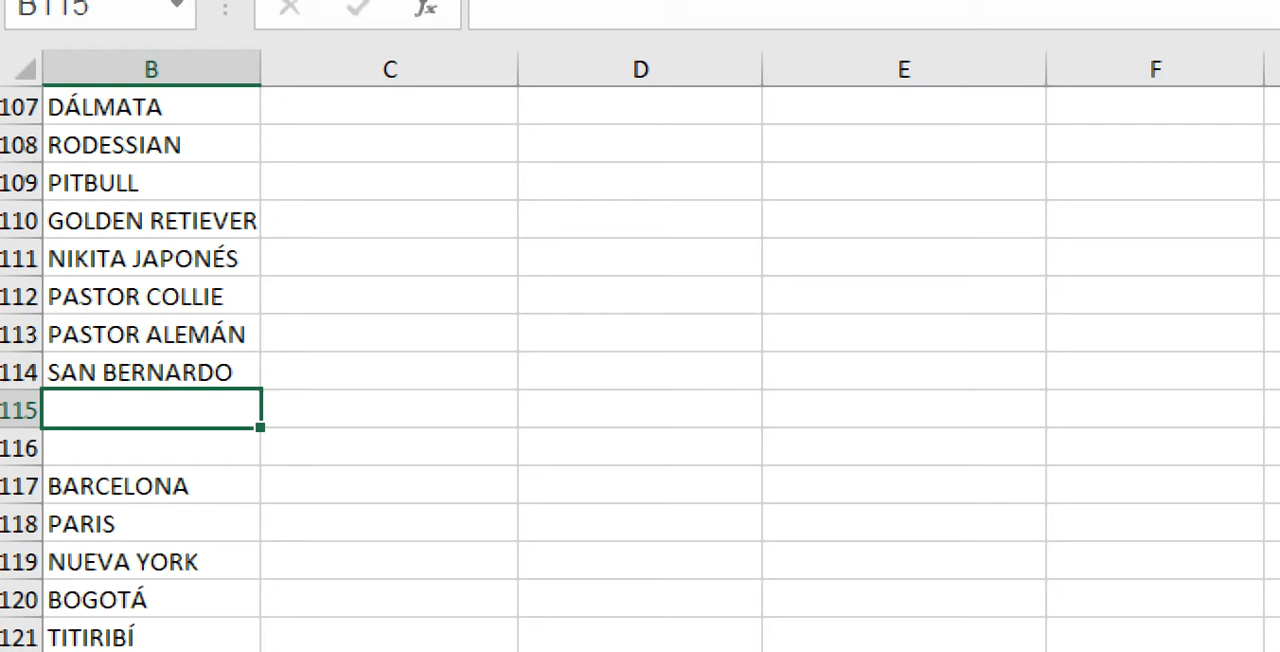 B115 fx
B C D E F
107 DÁLMATA
108 RODESSIAN
109 PITBULL
110 GOLDEN RETIEVER
111 NIKITA JAPONÉS
112 PASTOR COLLIE
113 PASTOR ALEMÁN
114 SAN BERNARDO
115
116
117 BARCELONA
118 PARIS
119 NUEVA YORK
120 BOGOTÁ
121 TITIRIBÍ